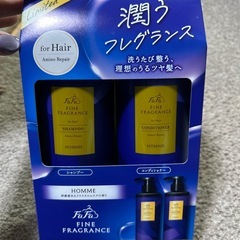 Limited
潤う
フレグランス
for Hair
Amino Repair
洗うたび整う、
理想のうるツヤ髪へ
FaFa
FINE
FRAGRANCE
SHAMPOO
FaFa
FINE
FRAGRANCE
CONDITIONER
シャンプー
コンディショナー
HOMME
FaFa
FINE
FRAGRANCE